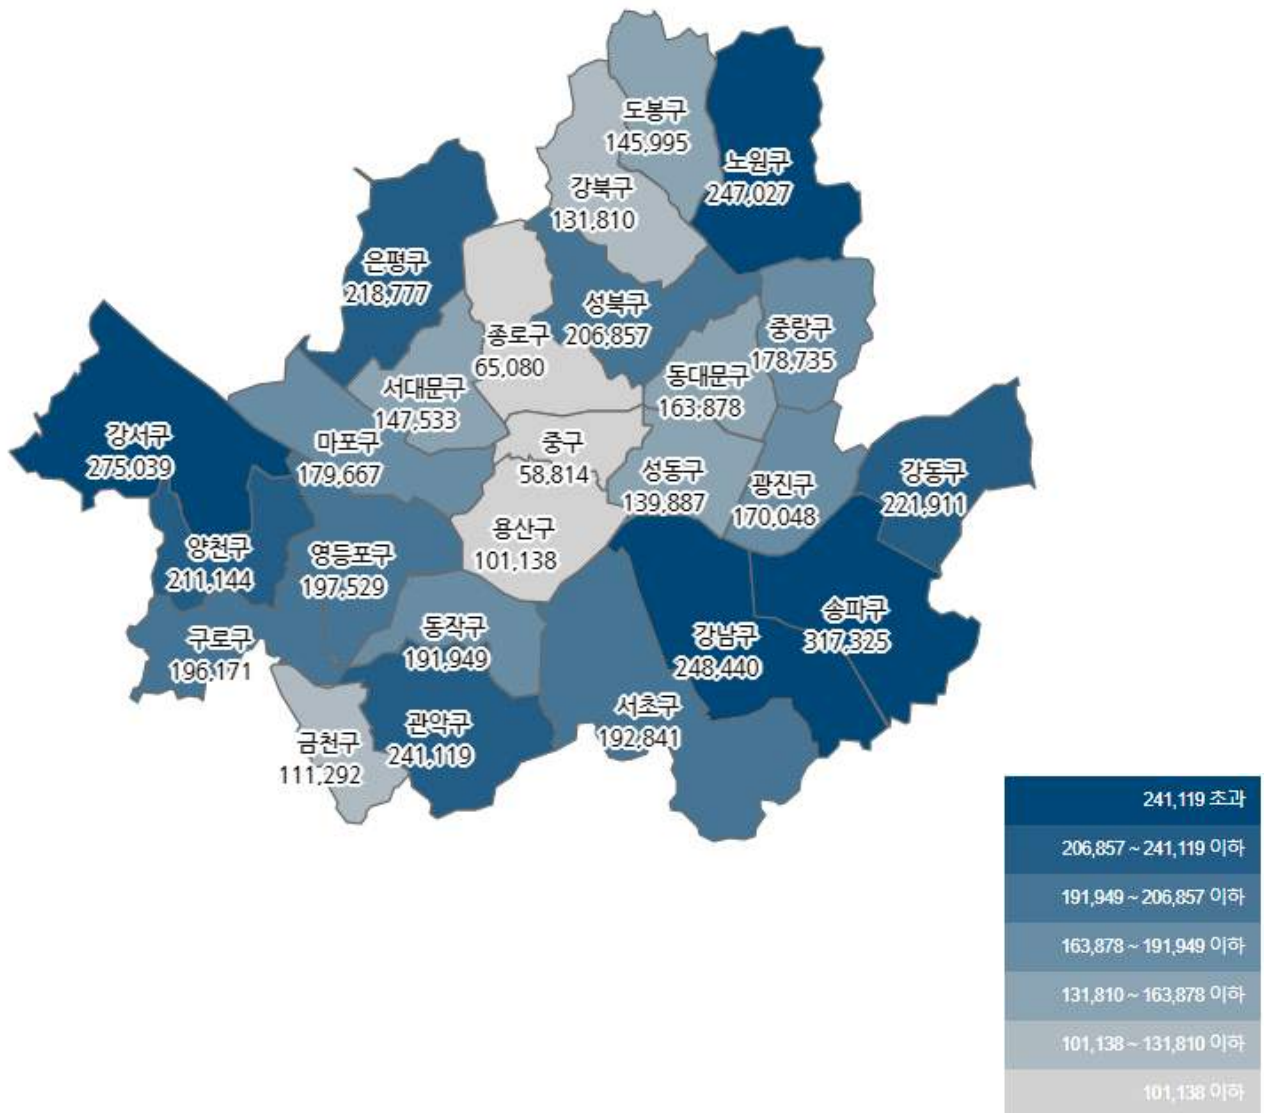 도봉구
145,995
노원구
247,027
강북구
131,810
은평구
218,777
성북구
206,857
종로구
65,080
중랑구
178,735
동대문구
163,878
서대문구
147,533
강서구
275,039
마포구
179,667
중구
58,814
성동구
139,887
광진구
170,048
강동구
221,911
양천구
211,144
영등포구
197,529
용산구
101,138
구로구
196,171
동작구
191,949
강남구
248,440
송파구
317,325
금천구
111,292
관악구
241,119
서초구
192,841
241,119 초과
206,857 ~ 241,119 이하
191,949 ~ 206,857 이하
163,878 ~ 191,949 이하
131,810 ~ 163,878 이하
101,138 ~ 131,810 이하
101,138 이하